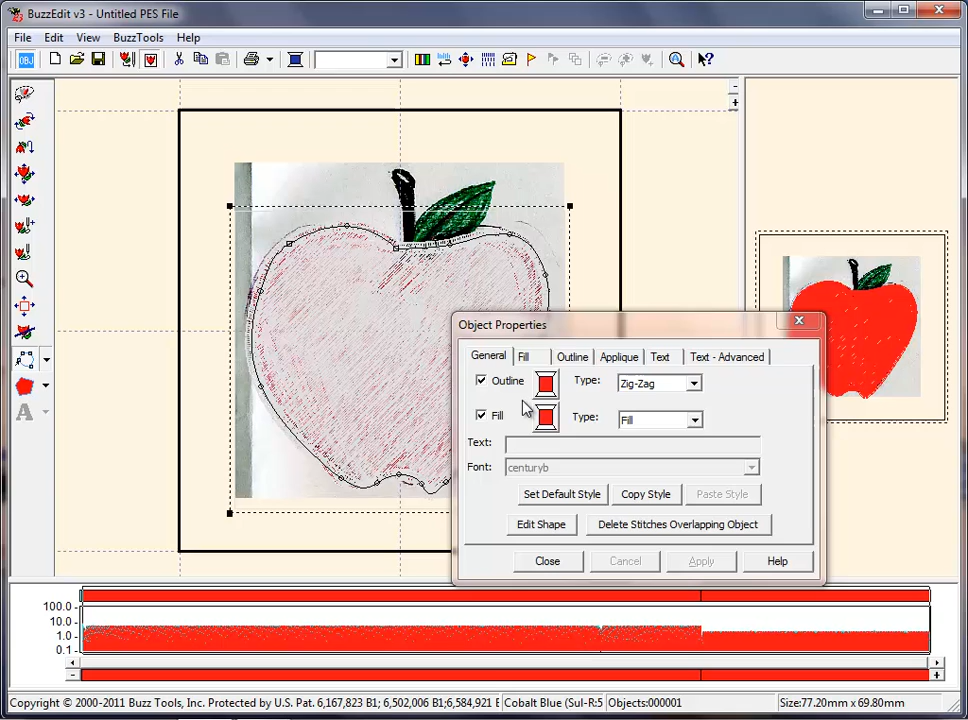 BuzzEdit v3 - Untitled PES File
File Edit View BuzzTools Help
OBJ
A
Object Properties
General Fill Outline Applique Text Text - Advanced
Outline Type: Zig-Zag
Fill Type: Fill
Text:
Font: centuryb
Set Default Style Copy Style Paste Style
Edit Shape Delete Stitches Overlapping Object
Close Cancel Apply Help
100.0
10.0
1.0
0.1
Copyright © 2000-2011 Buzz Tools, Inc. Protected by U.S. Pat. 6,167,823 B1; 6,502,006 B1;6,584,921 E Cobalt Blue (Sul-R:5 Objects:000001 Size:77.20mm x 69.80mm